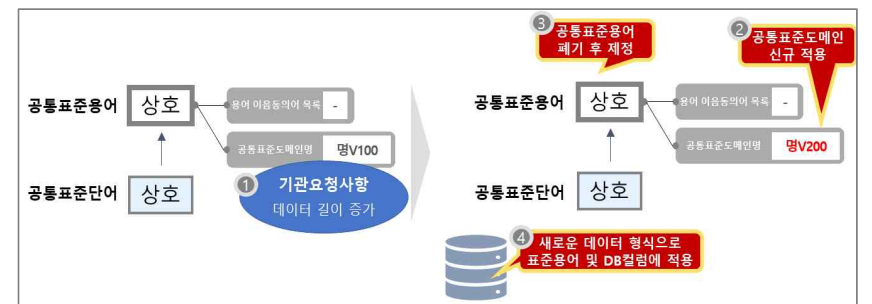 공통표준용어
상호
용어 이음동의어 목록
-
공통표준도메인명
명V100
공통표준단어
상호
1
기관요청사항
데이터 길이 증가
3
공통표준용어
폐기 후 제정
2
공통표준도메인
신규 적용
공통표준용어
상호
용어 이음동의어 목록
-
공통표준도메인명
명V200
공통표준단어
상호
4
새로운 데이터 형식으로
표준용어 및 DB컬럼에 적용